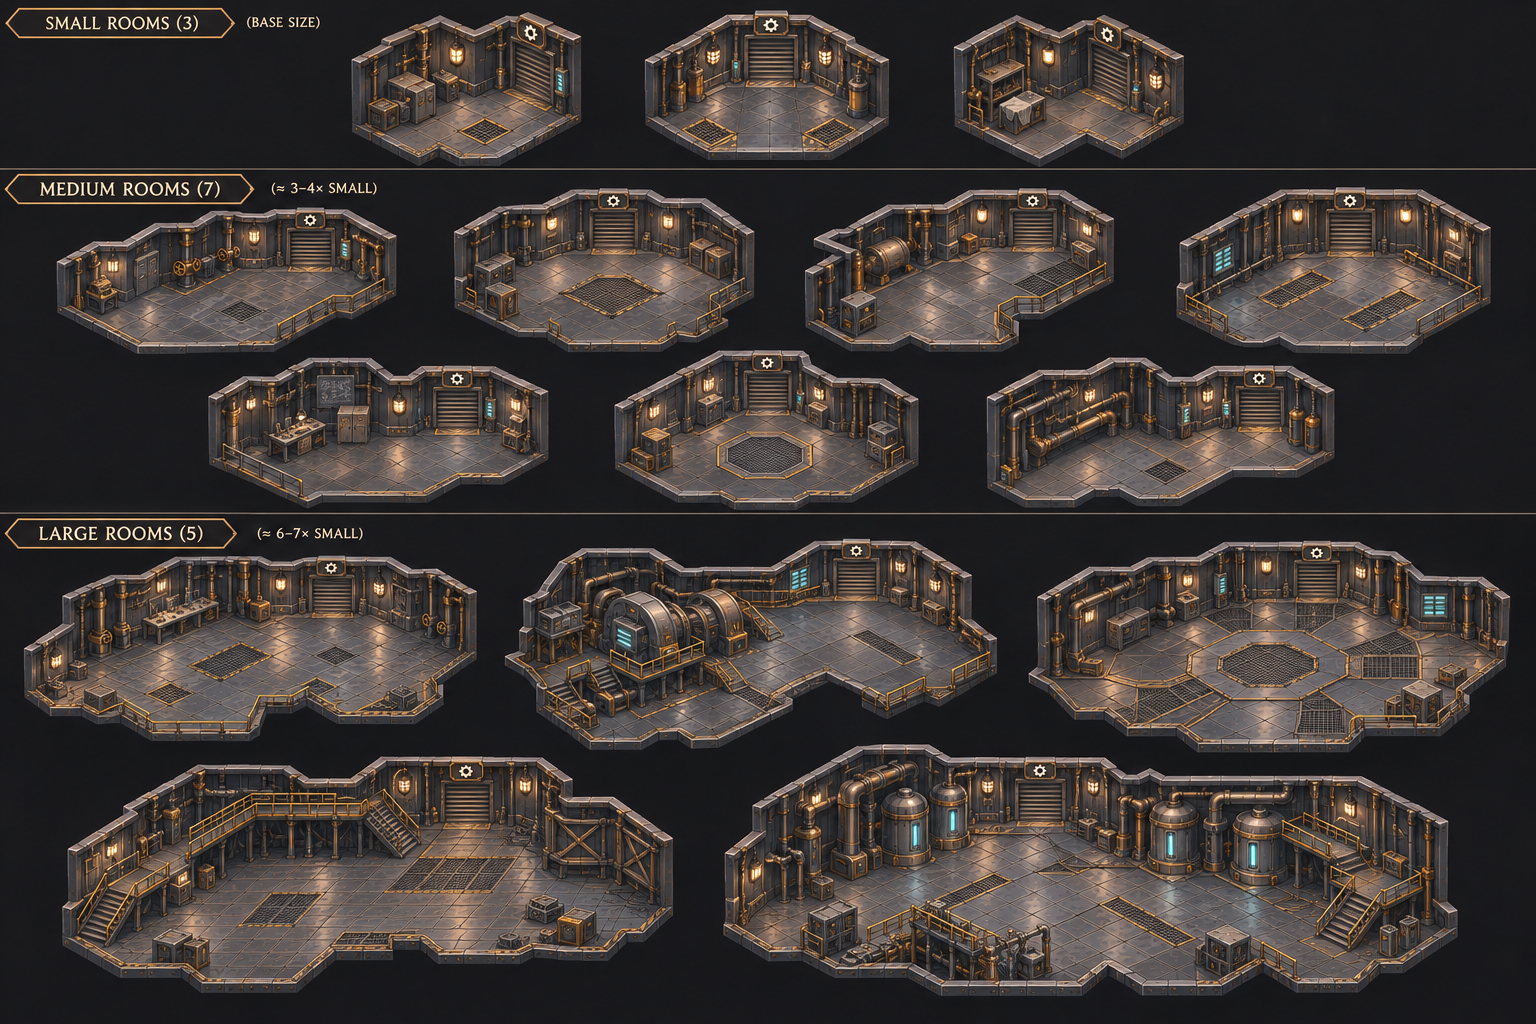 SMALL ROOMS (3) (BASE SIZE)
MEDIUM ROOMS (7) (≈ 3–4× SMALL)
LARGE ROOMS (5) (≈ 6–7× SMALL)